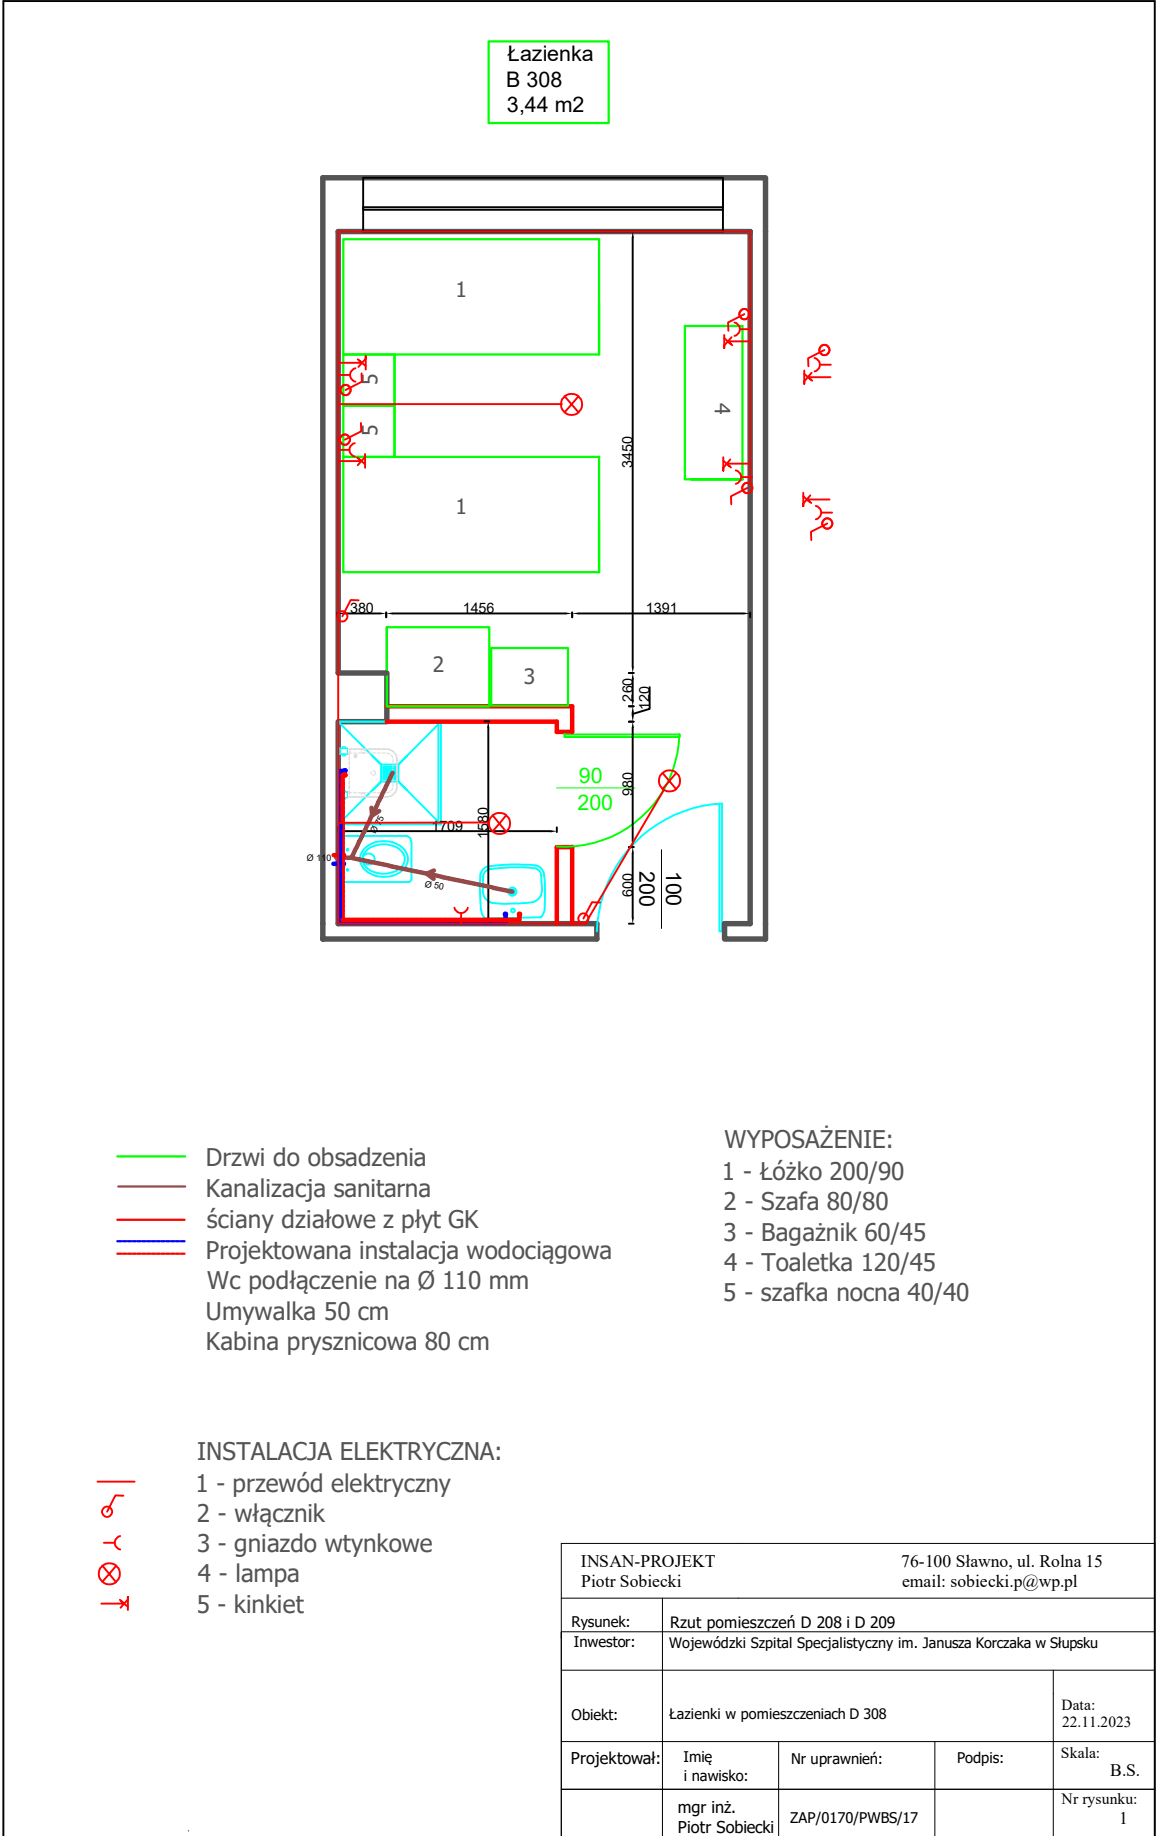 Łazienka
B 308
3,44 m2
1
5
5
4
3450
1
380
1456
1391
2
3
260
120
90
200
980
1709
1580
Ø 75
Ø 110
Ø 50
600
100
200
Drzwi do obsadzenia
Kanalizacja sanitarna
ściany działowe z płyt GK
Projektowana instalacja wodociągowa
Wc podłączenie na Ø 110 mm
Umywalka 50 cm
Kabina prysznicowa 80 cm
WYPOSAŻENIE:
1 - Łóżko 200/90
2 - Szafa 80/80
3 - Bagażnik 60/45
4 - Toaletka 120/45
5 - szafka nocna 40/40
INSTALACJA ELEKTRYCZNA:
1 - przewód elektryczny
2 - włącznik
3 - gniazdo wtynkowe
4 - lampa
5 - kinkiet
INSAN-PROJEKT
Piotr Sobiecki
76-100 Sławno, ul. Rolna 15
email: sobiecki.p@wp.pl
Rysunek: Rzut pomieszczeń D 208 i D 209
Inwestor: Wojewódzki Szpital Specjalistyczny im. Janusza Korczaka w Słupsku
Obiekt: Łazienki w pomieszczeniach D 308
Data:
22.11.2023
Projektował:
Imię
i nawisko:
Nr uprawnień:
Podpis:
Skala:
B.S.
mgr inż.
Piotr Sobiecki
ZAP/0170/PWBS/17
Nr rysunku:
1